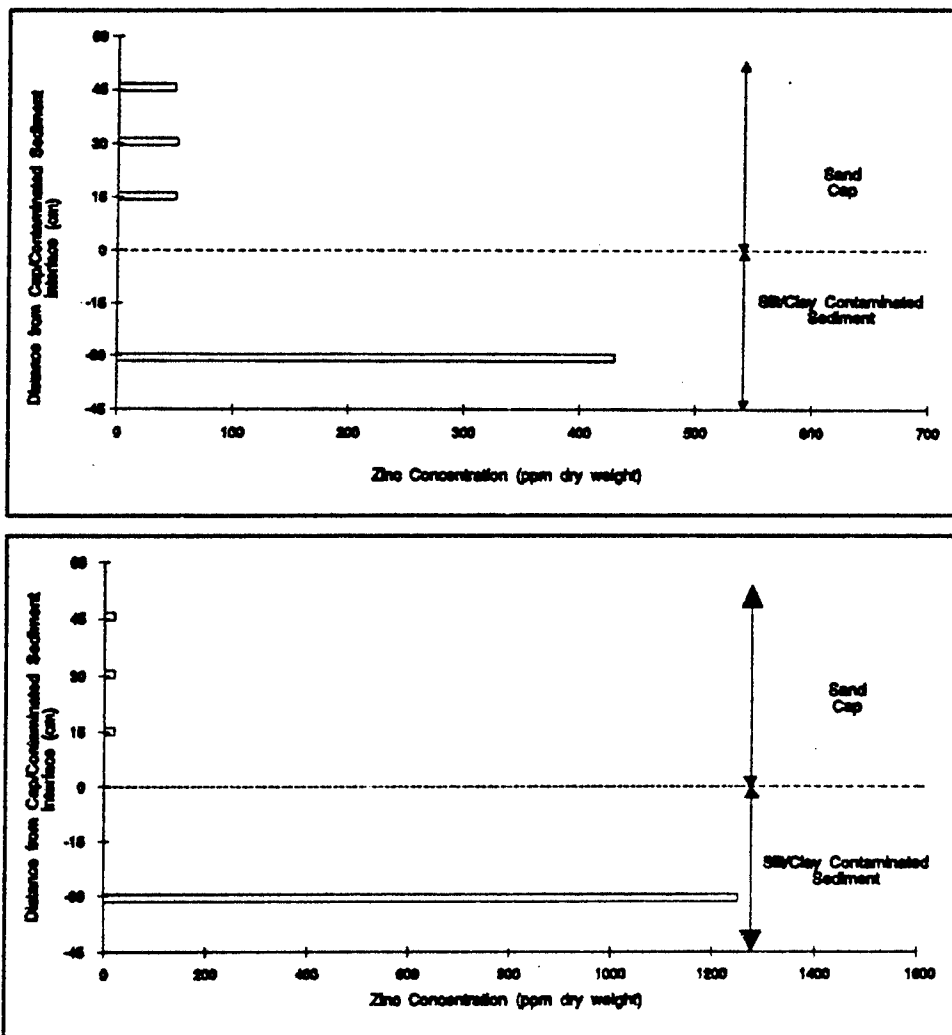 60
45
30
15
0
-15
-30
-45
Distance from Cap/Contaminated Sediment
Interface (cm)
Sand
Cap
Silt/Clay Contaminated
Sediment
0 100 200 300 400 500 600 700
Zinc Concentration (ppm dry weight)
60
45
30
15
0
-15
-30
-45
Distance from Cap/Contaminated Sediment
Interface (cm)
Sand
Cap
Silt/Clay Contaminated
Sediment
0 200 400 600 800 1000 1200 1400 1600
Zinc Concentration (ppm dry weight)